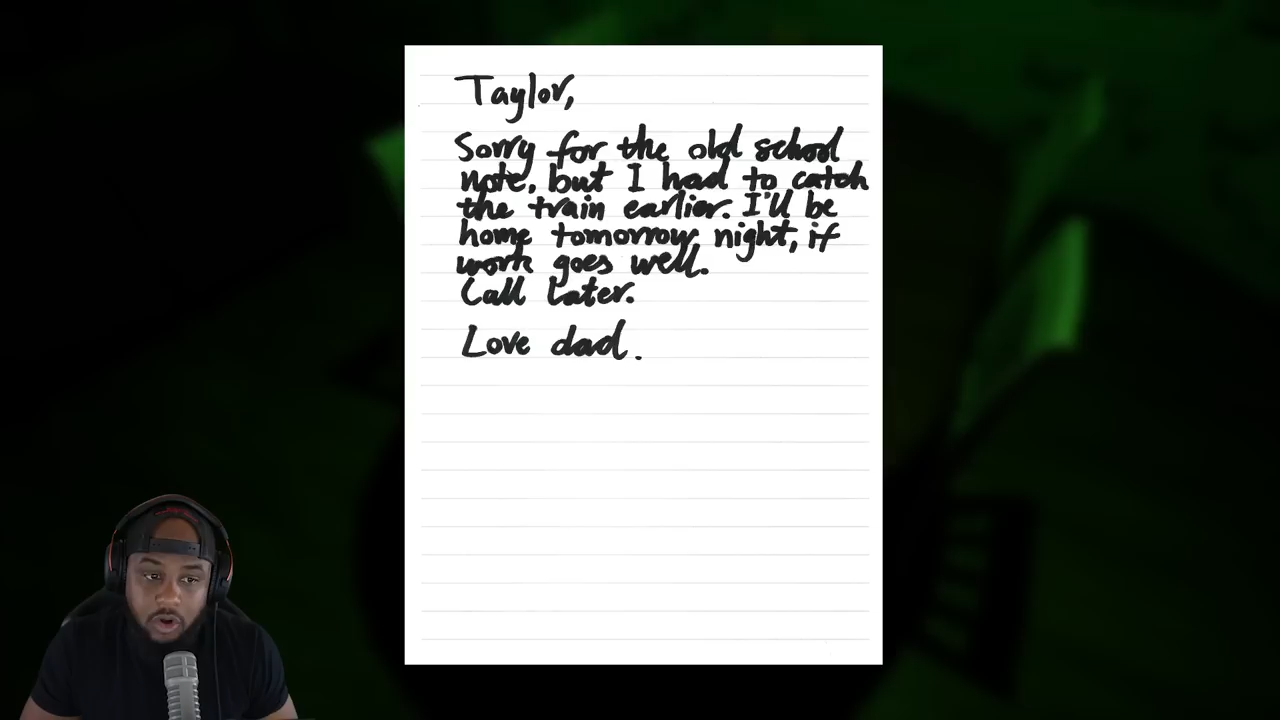 Taylor,
Sorry for the old school
note, but I had to catch
the train earlier. I'll be
home tomorrow night, if
work goes well.
Call Later.
Love dad.